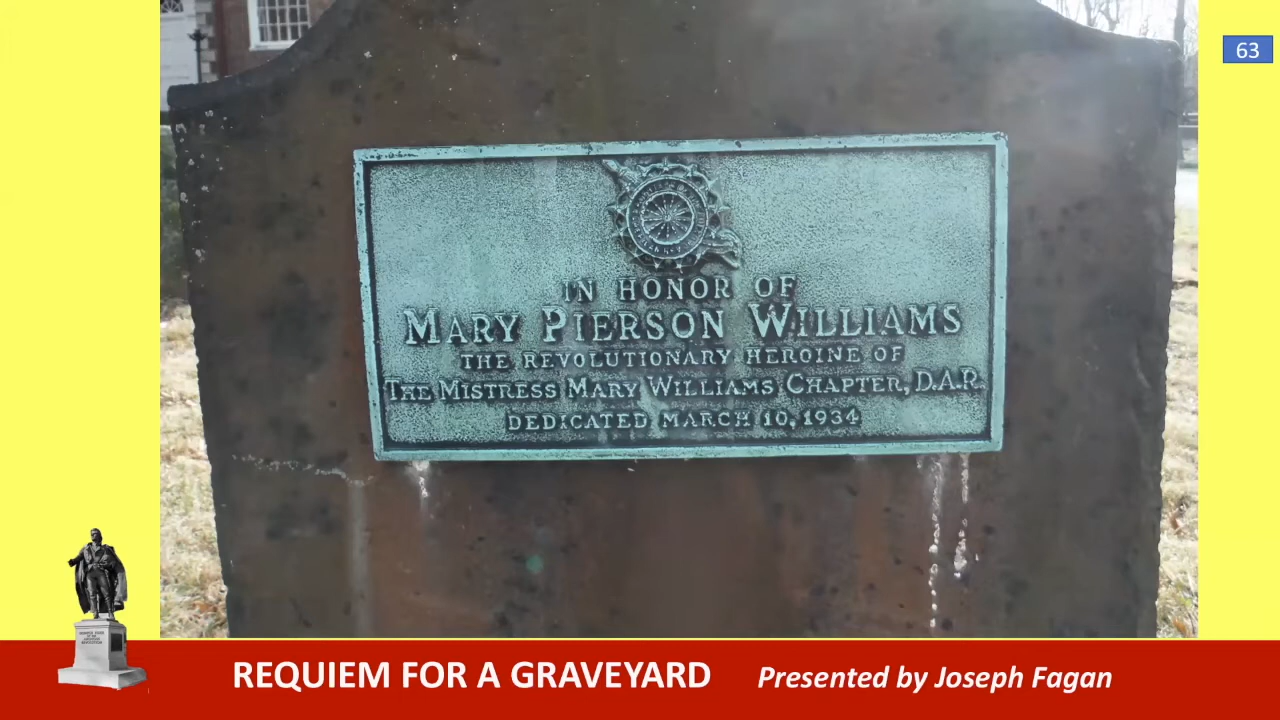 63
IN HONOR OF
MARY PIERSON WILLIAMS
THE REVOLUTIONARY HEROINE OF
THE MISTRESS MARY WILLIAMS CHAPTER, D.A.R.
DEDICATED MARCH 10, 1934
REQUIEM FOR A GRAVEYARD Presented by Joseph Fagan